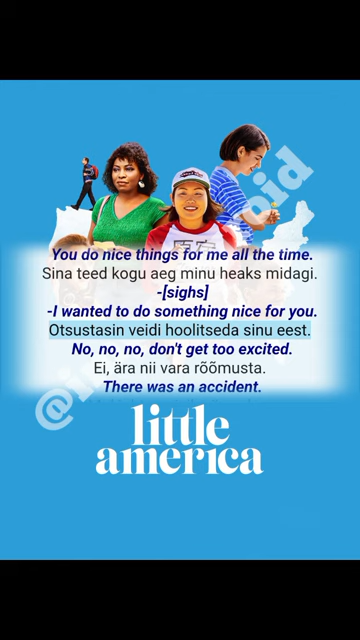 You do nice things for me all the time.
Sina teed kogu aeg minu heaks midagi.
-[sighs]
-I wanted to do something nice for you.
Otsustasin veidi hoolitseda sinu eest.
No, no, no, don't get too excited.
Ei, ära nii vara rõõmusta.
There was an accident.
little
america